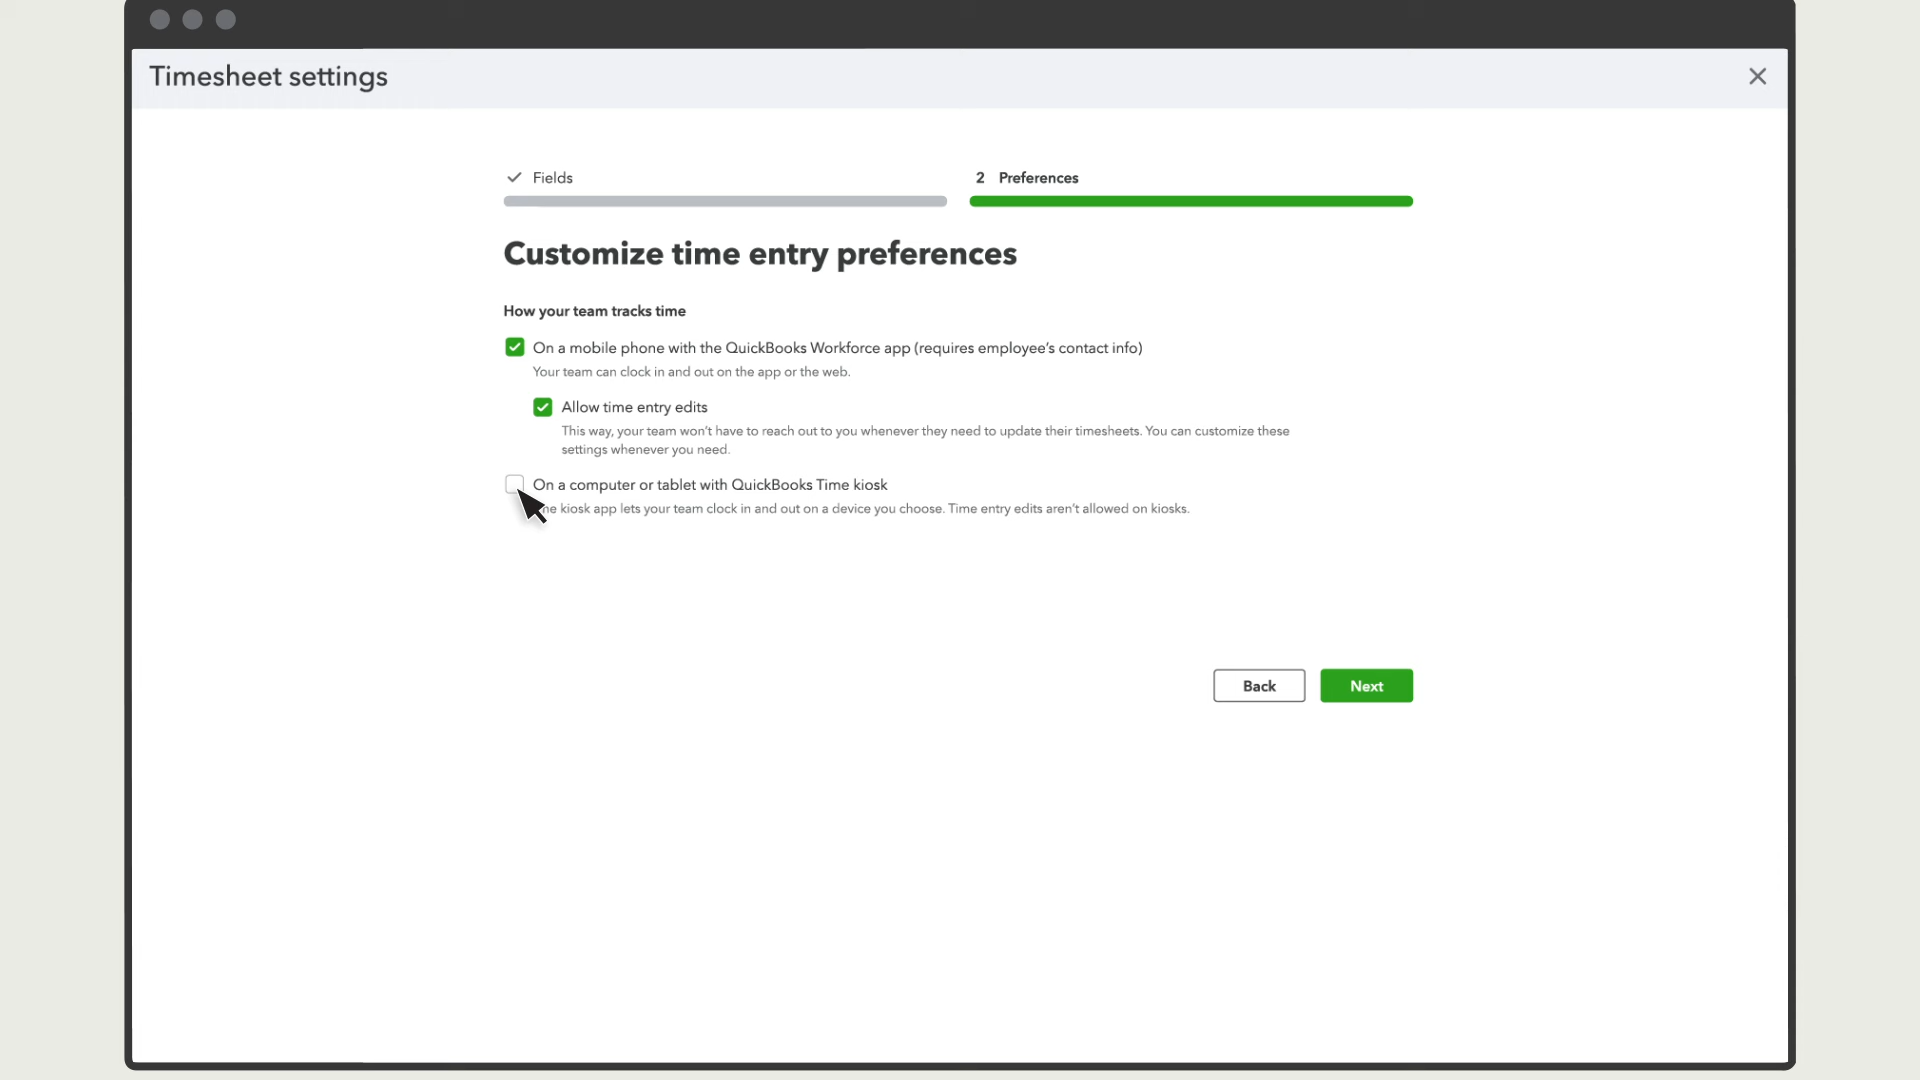 Timesheet settings
Fields
2 Preferences
Customize time entry preferences
How your team tracks time
On a mobile phone with the QuickBooks Workforce app (requires employee's contact info)
Your team can clock in and out on the app or the web.
Allow time entry edits
This way, your team won't have to reach out to you whenever they need to update their timesheets. You can customize these
settings whenever you need.
On a computer or tablet with QuickBooks Time kiosk
kiosk app lets your team clock in and out on a device you choose. Time entry edits aren't allowed on kiosks.
Back
Next